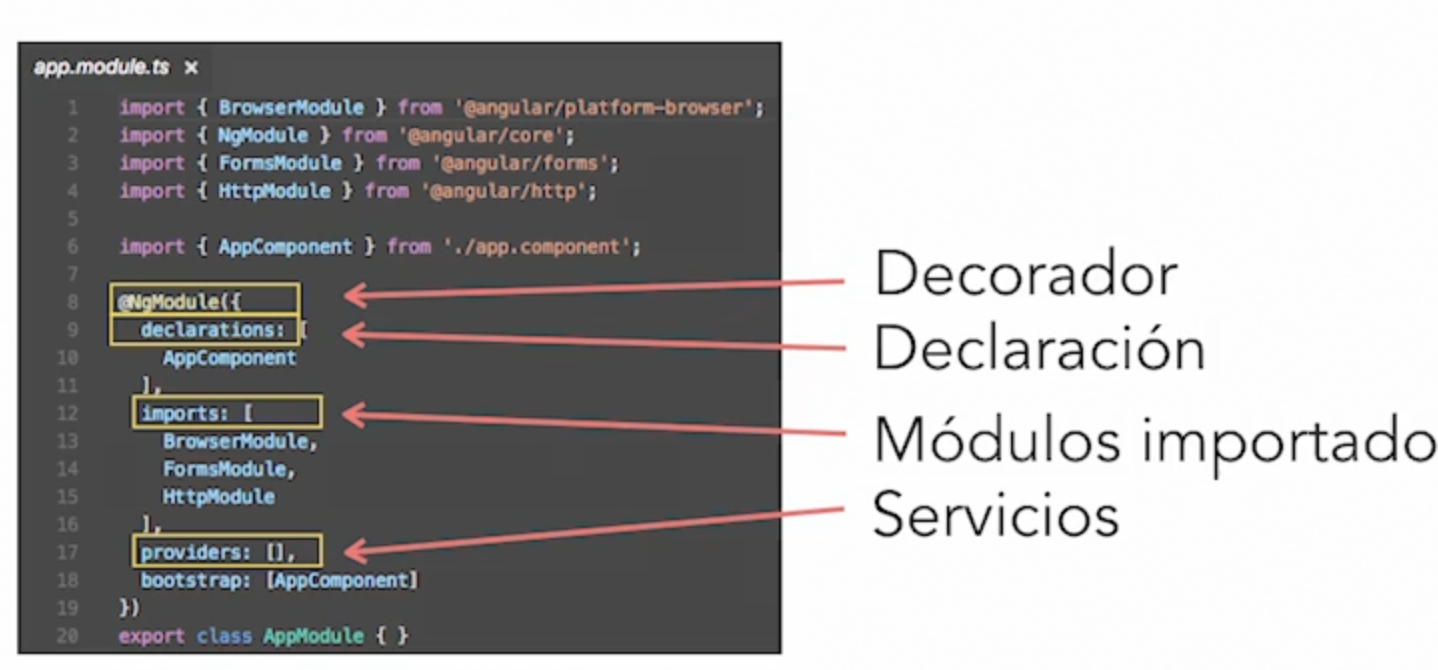 app.module.ts ×
1 import { BrowserModule } from '@angular/platform-browser';
2 import { NgModule } from '@angular/core';
3 import { FormsModule } from '@angular/forms';
4 import { HttpModule } from '@angular/http';
5
6 import { AppComponent } from './app.component';
7
8 @NgModule({
9 declarations: [
10 AppComponent
11 ],
12 imports: [
13 BrowserModule,
14 FormsModule,
15 HttpModule
16 ],
17 providers: [],
18 bootstrap: [AppComponent]
19 })
20 export class AppModule { }
Decorador
Declaración
Módulos importado
Servicios